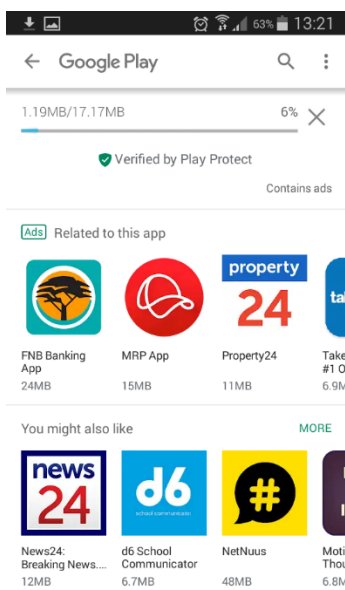 63% 13:21
Google Play
1.19MB/17.17MB 6%
Verified by Play Protect
Contains ads
Ads Related to this app
property
24
FNB Banking App
MRP App
Property24
24MB
15MB
11MB
You might also like MORE
news
24
d6
school communicator
#
News24:
Breaking News....
d6 School
Communicator
NetNuus
12MB
6.7MB
48MB